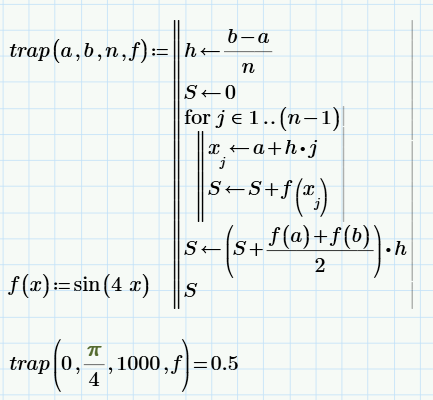 trap(a,b,n,f):=
h←(b−a)/n
S←0
for j∈1..(n−1)
x_j←a+h·j
S←S+f(x_j)
S←(S+(f(a)+f(b))/2)·h
S
f(x):=sin(4 x)
trap(0,π/4,1000,f)=0.5